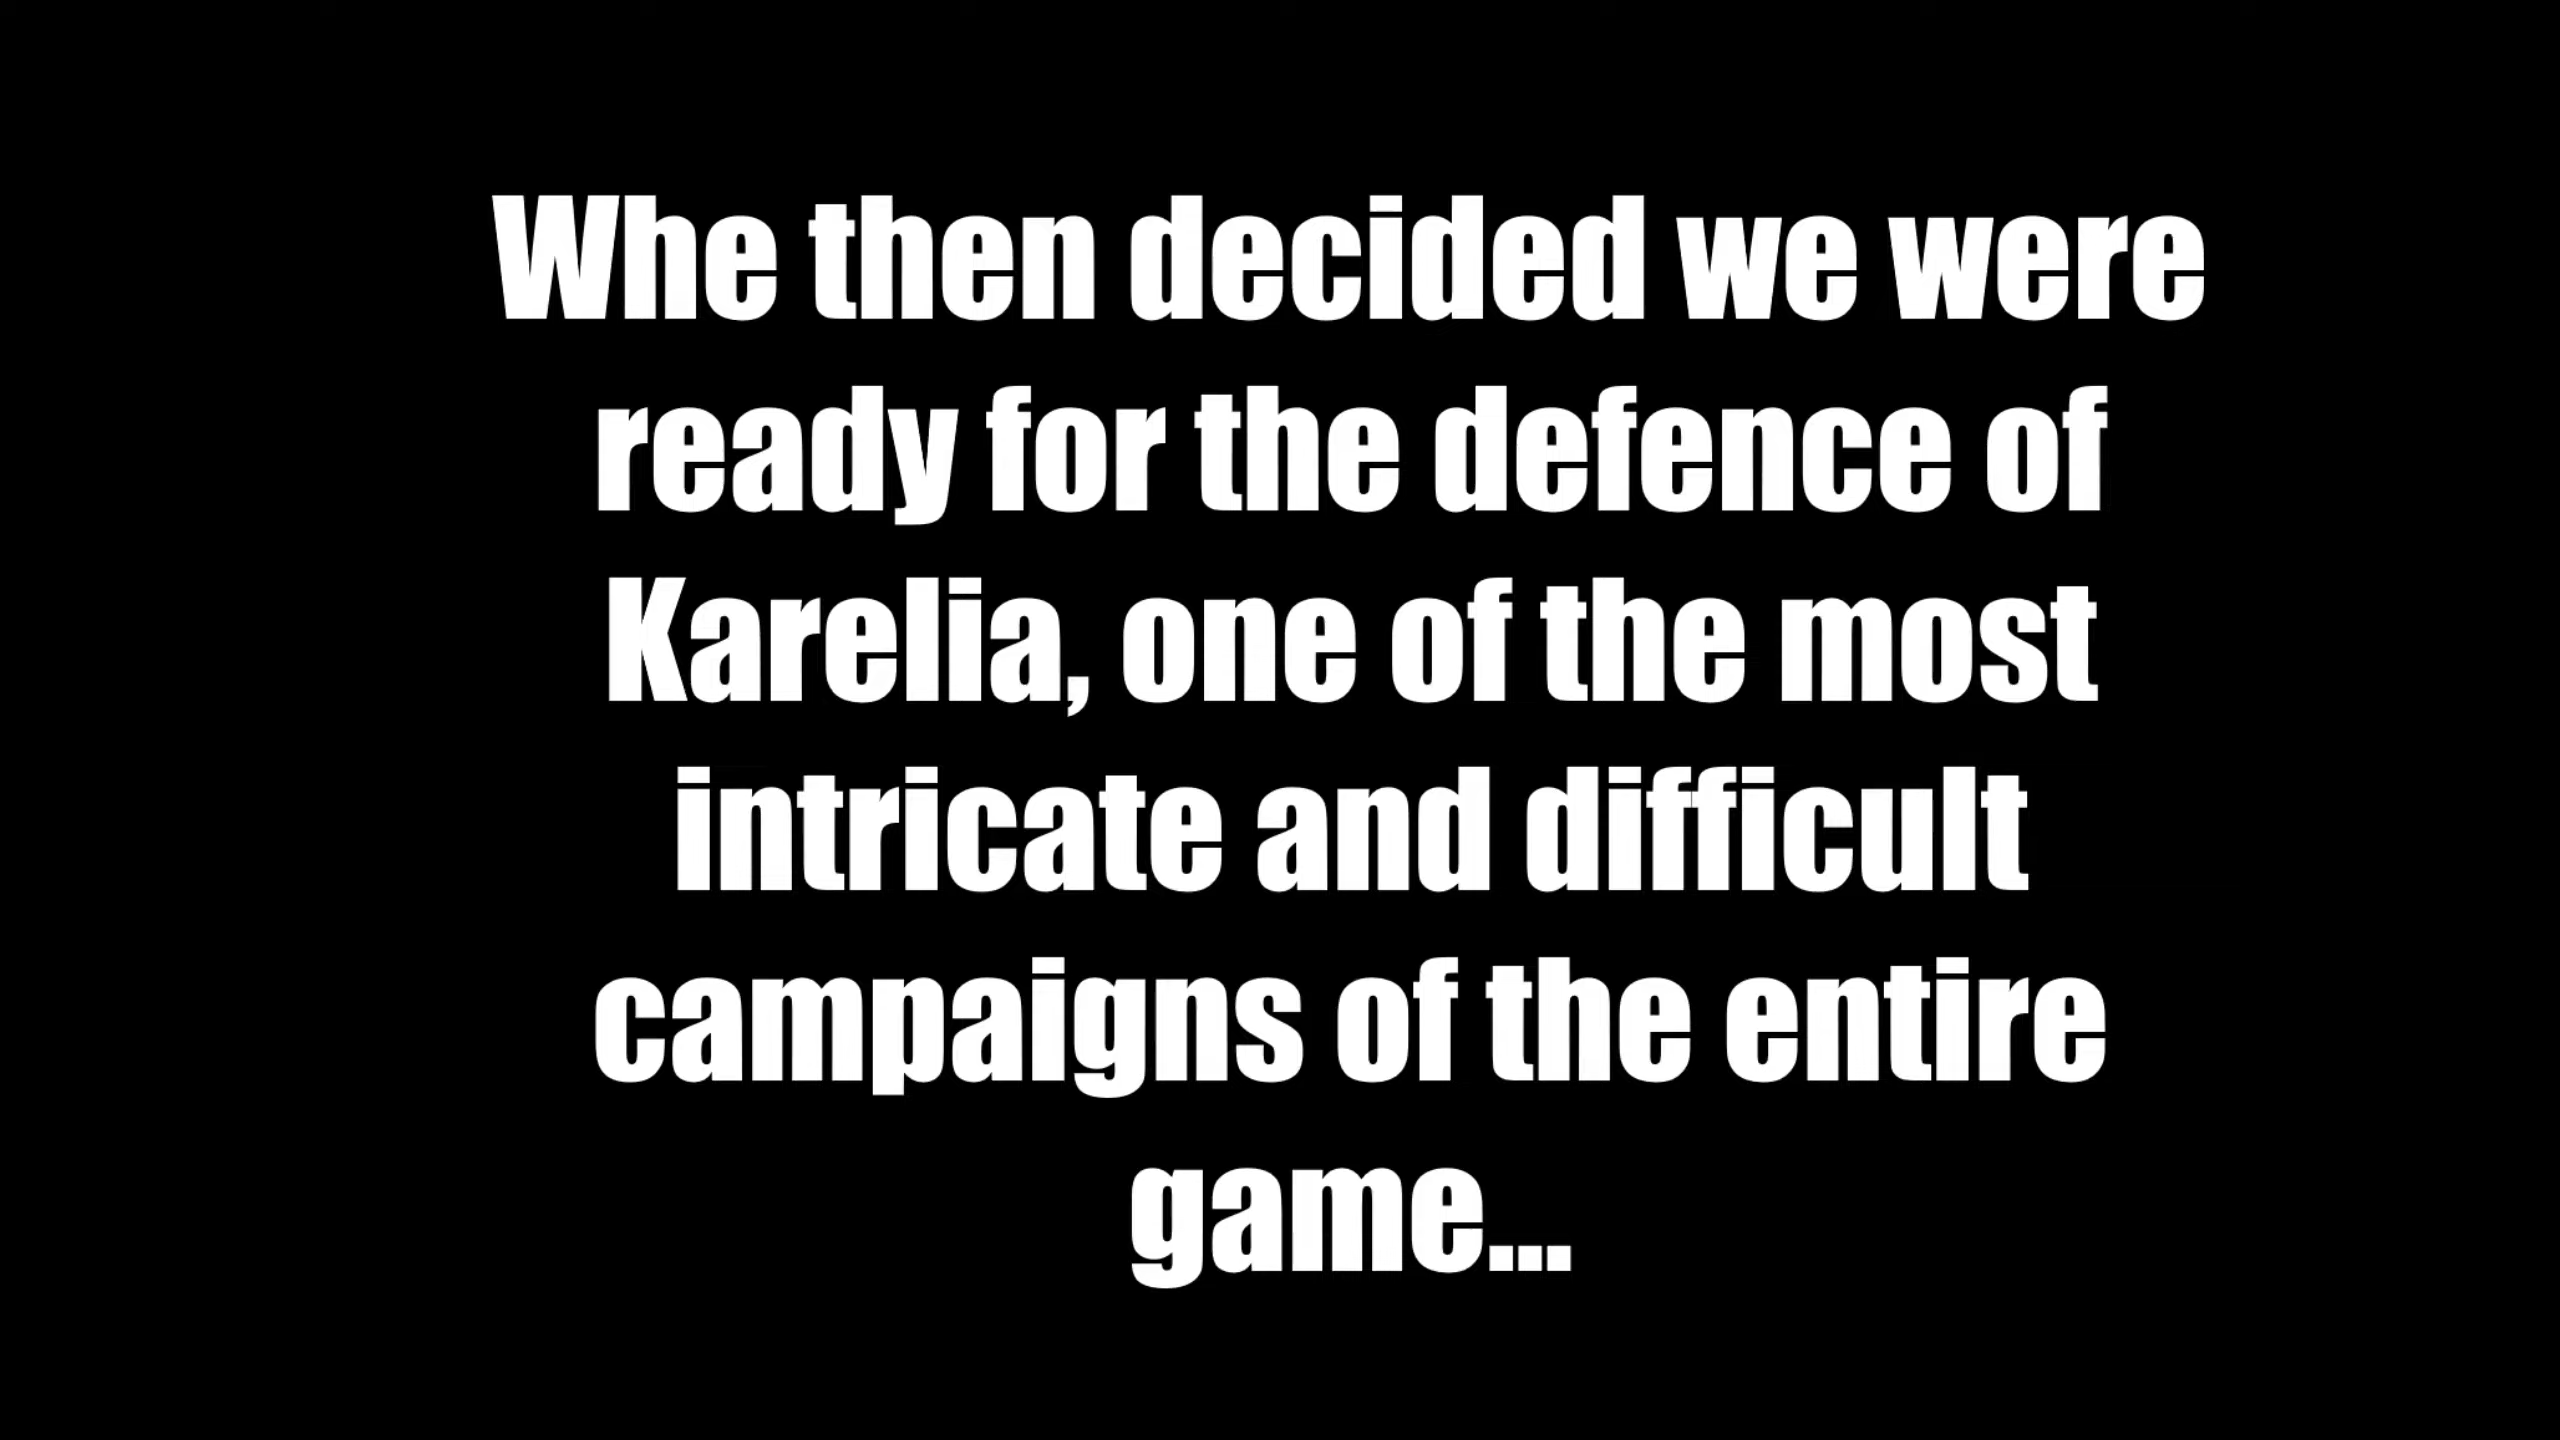 Whe then decided we were
ready for the defence of
Karelia, one of the most
intricate and difficult
campaigns of the entire
game...